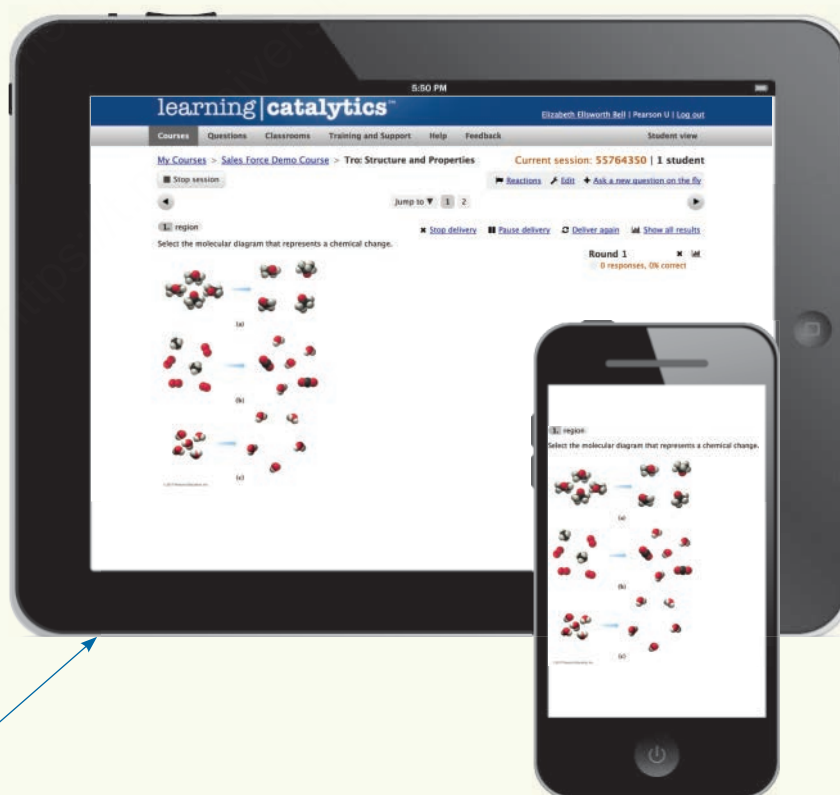 5:50 PM
learning|catalytics™
Elizabeth Ellsworth Bell | Pearson U | Log out
Courses Questions Classrooms Training and Support Help Feedback Student view
My Courses > Sales Force Demo Course > Tro: Structure and Properties Current session: 55764350 | 1 student
Stop session Reactions Edit Ask a new question on the fly
Jump to 1 2
1. region Stop delivery Pause delivery Deliver again Show all results
Select the molecular diagram that represents a chemical change.
Round 1
0 responses, 0% correct
(a)
(b)
(c)
1. region
Select the molecular diagram that represents a chemical change.
(a)
(b)
(c)